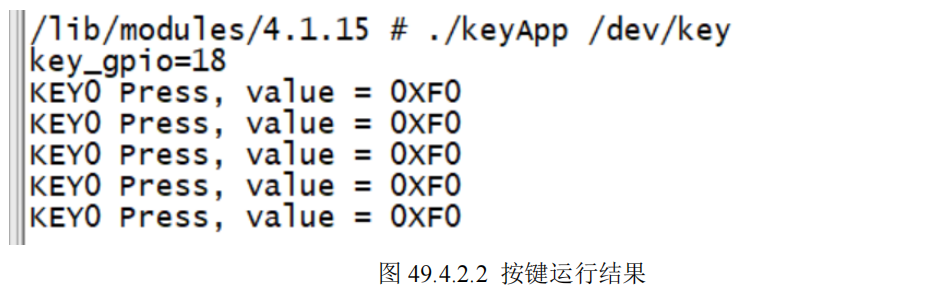 /lib/modules/4.1.15 # ./keyApp /dev/key
key_gpio=18
KEY0 Press, value = 0XF0
KEY0 Press, value = 0XF0
KEY0 Press, value = 0XF0
KEY0 Press, value = 0XF0
KEY0 Press, value = 0XF0
图 49.4.2.2 按键运行结果